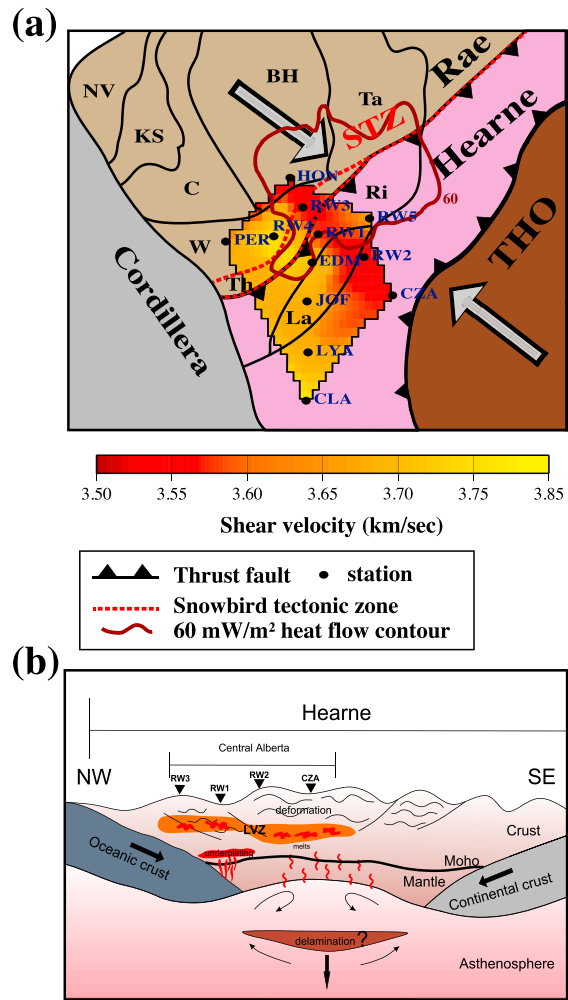 (a)
NV
BH
Ta
Rae
KS
STZ
Hearne
C
HON
Ri
60
RW3
RW5
W
PER
RW4
RW1
THO
EDM
RW2
Th
CZA
JOF
La
Cordillera
LYA
CLA
3.50 3.55 3.60 3.65 3.70 3.75 3.80 3.85
Shear velocity (km/sec)
Thrust fault station
Snowbird tectonic zone
60 mW/m² heat flow contour
(b)
Hearne
Central Alberta
NW
SE
RW3 RW1 RW2 CZA
deformation
LVZ
Crust
Oceanic crust
underplating
melts
Moho
Mantle
Continental crust
delamination ?
Asthenosphere